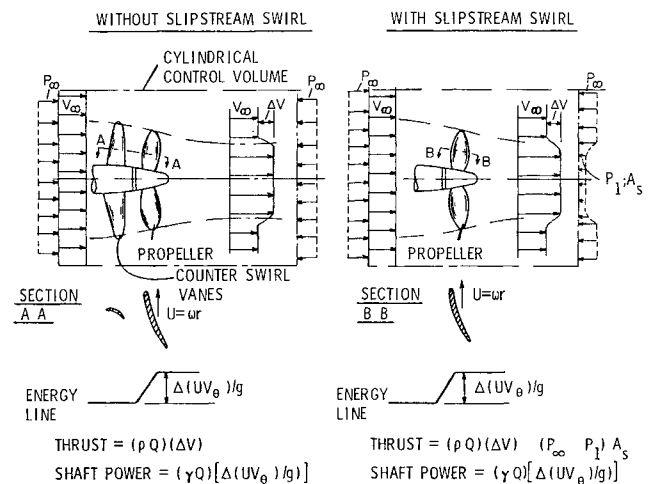 WITHOUT SLIPSTREAM SWIRL
WITH SLIPSTREAM SWIRL
CYLINDRICAL
CONTROL VOLUME
P∞
V∞
ΔV
P∞
A
A
PROPELLER
COUNTER SWIRL
VANES
SECTION
A A
U=ωr
ENERGY
LINE
Δ(UVθ)/g
THRUST = (ρQ)(ΔV)
SHAFT POWER = (γQ)[Δ(UVθ/g)]
P∞
V∞
V∞
ΔV
P∞
B
B
P1;As
PROPELLER
SECTION
B B
U=ωr
ENERGY
LINE
Δ(UVθ)/g
THRUST = (ρQ)(ΔV) (P∞ P1)As
SHAFT POWER = (γQ)[Δ(UVθ/g)]